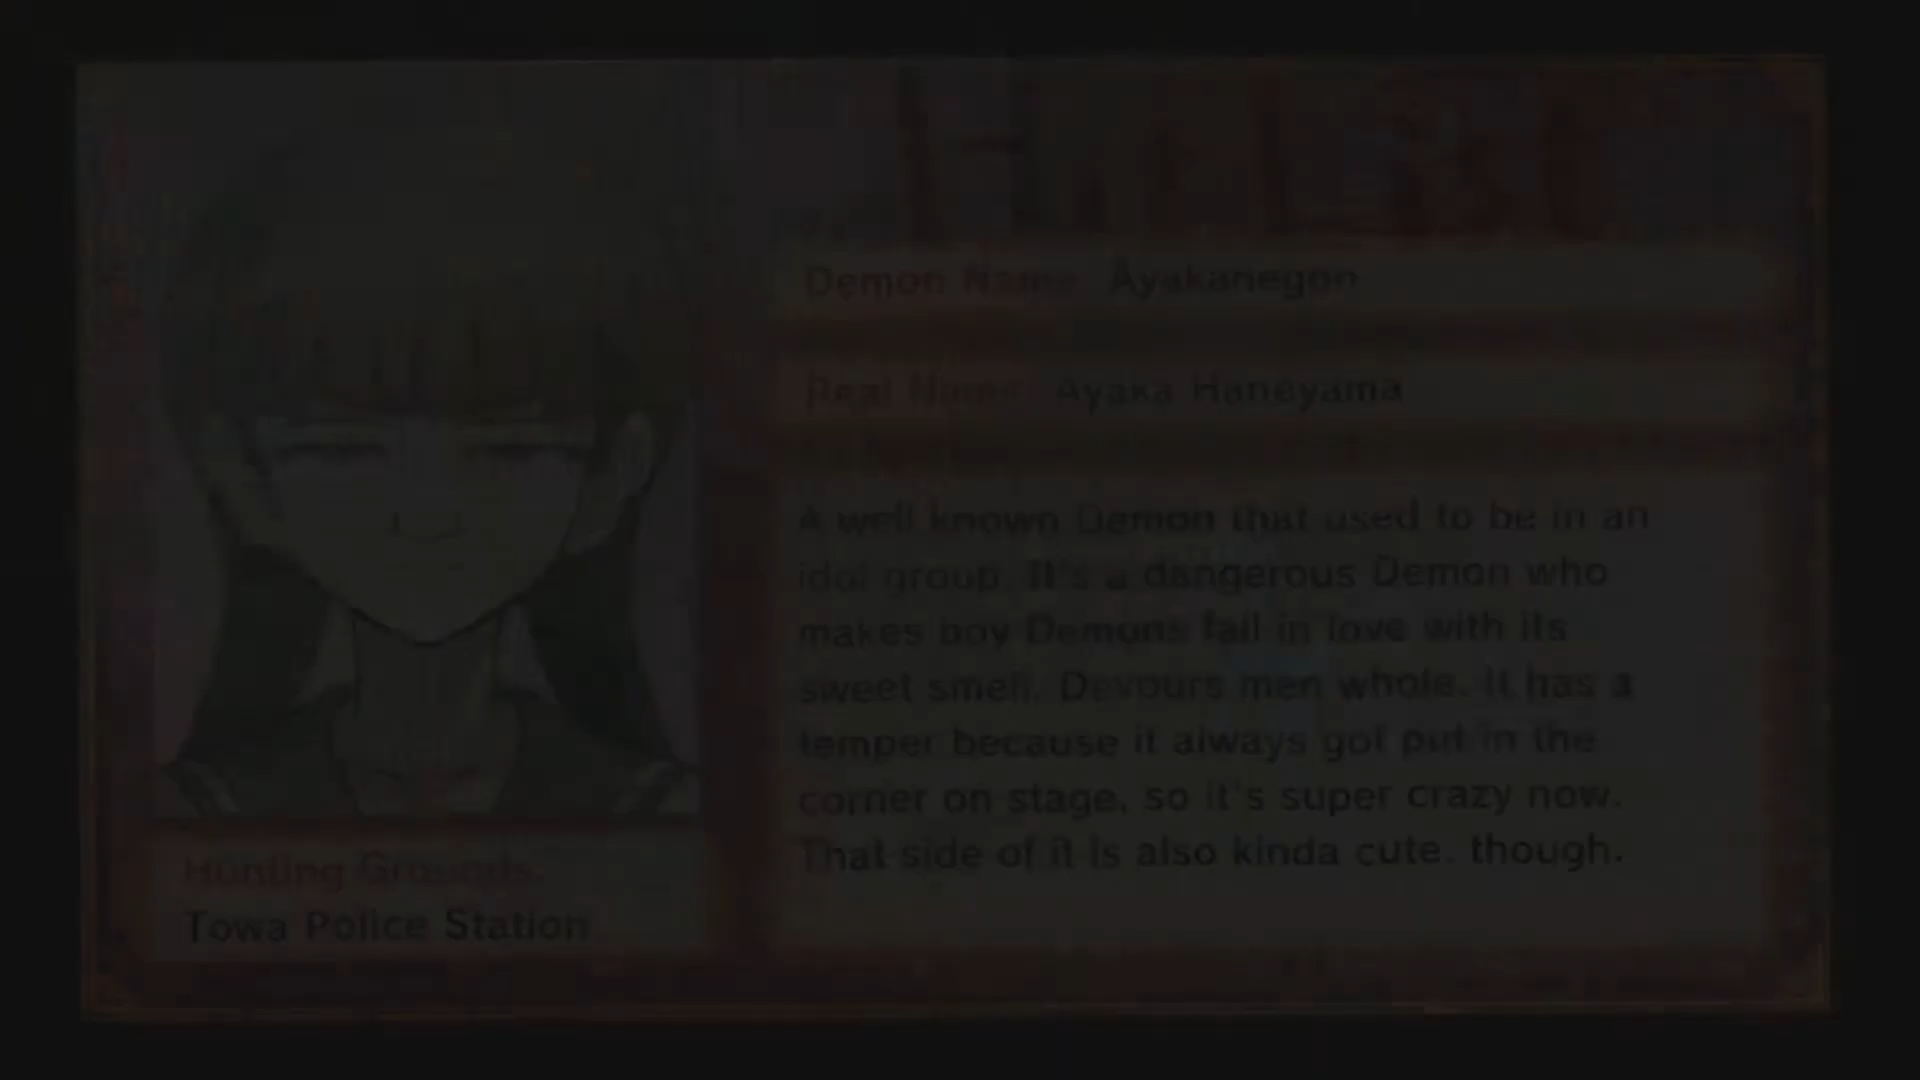 Hit List
Demon Name: Ayakanegon
Real Name: Ayaka Haneyama
A well known Demon that used to be in an
idol group. It's a dangerous Demon who
makes boy Demons fall in love with its
sweet smell. Devours men whole. It has a
temper because it always got put in the
corner on stage, so it's super crazy now.
That side of it is also kinda cute, though.
Hunting Grounds:
Towa Police Station